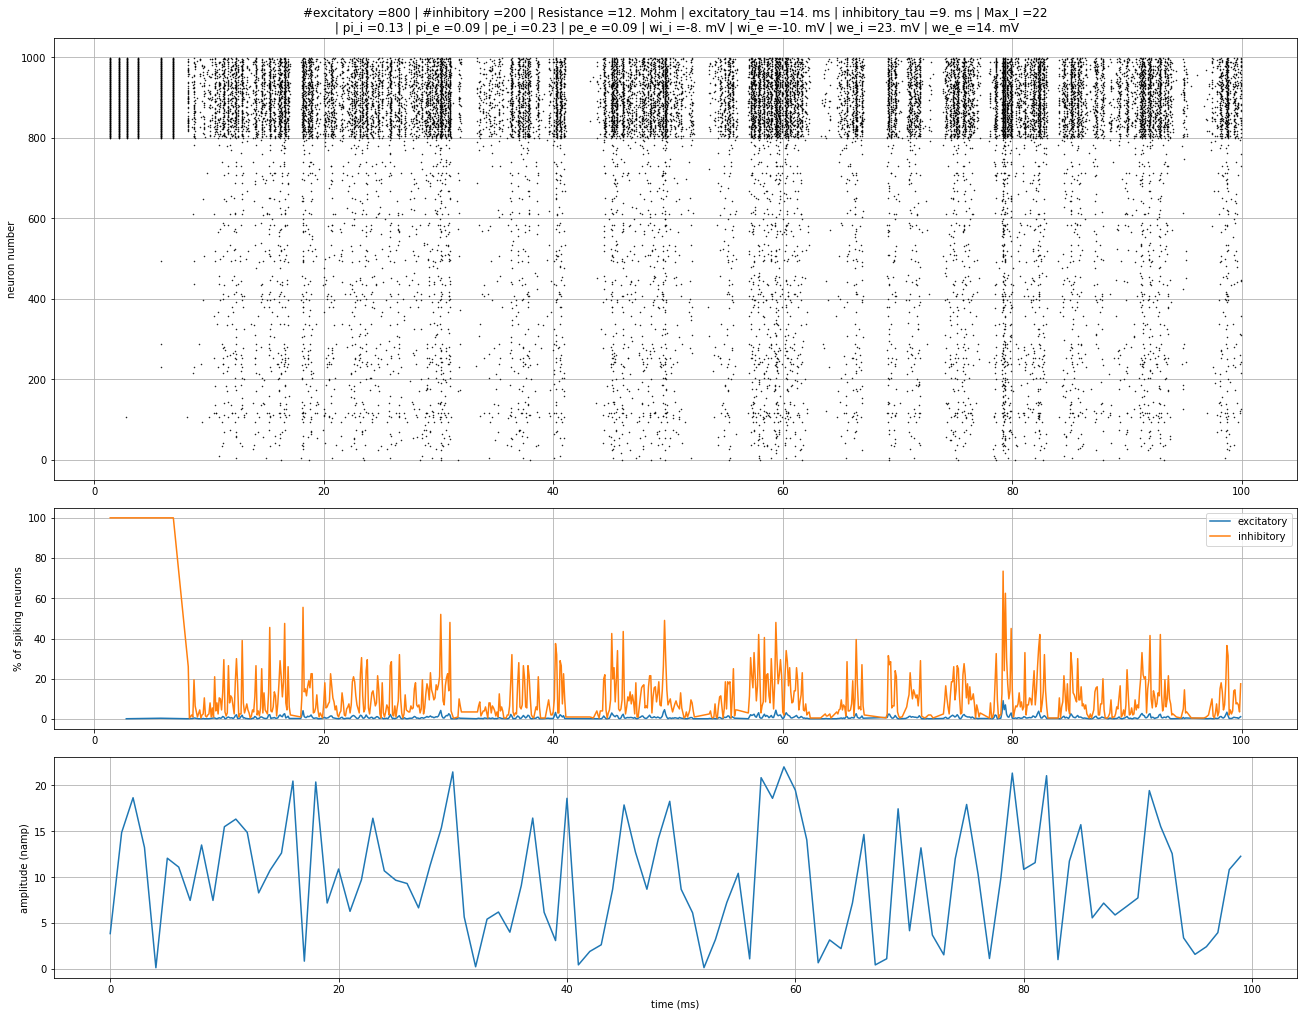 #excitatory =800 | #inhibitory =200 | Resistance =12. Mohm | excitatory_tau =14. ms | inhibitory_tau =9. ms | Max_I =22
| pi_i =0.13 | pi_e =0.09 | pe_i =0.23 | pe_e =0.09 | wi_i =-8. mV | wi_e =-10. mV | we_i =23. mV | we_e =14. mV
1000
800
600
400
200
0
neuron number
0 20 40 60 80 100
100
80
60
40
20
0
% of spiking neurons
excitatory
inhibitory
0 20 40 60 80 100
20
15
10
5
0
amplitude (namp)
0 20 40 60 80 100
time (ms)